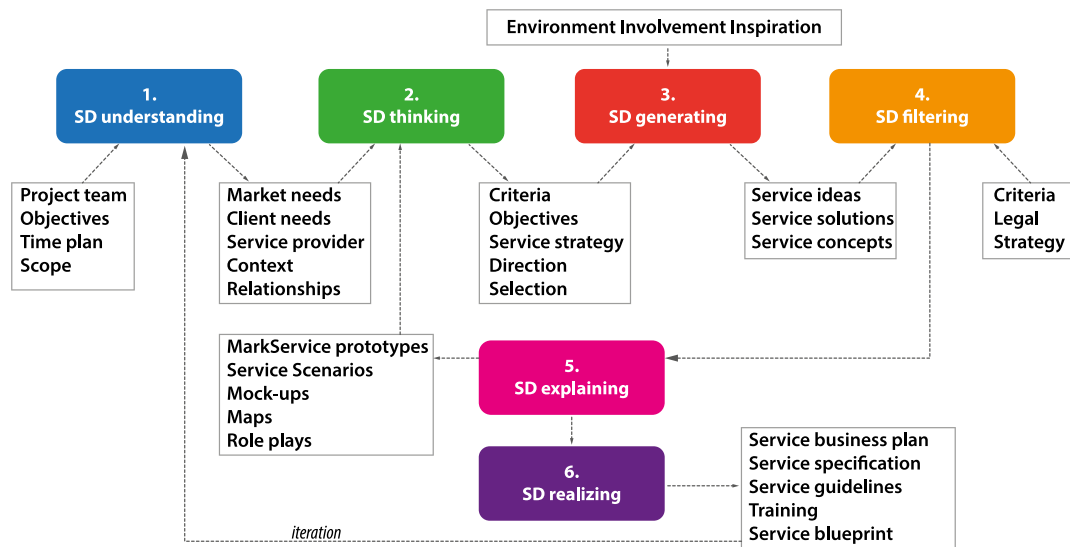 Environment Involvement Inspiration
1.
SD understanding
2.
SD thinking
3.
SD generating
4.
SD filtering
Project team
Objectives
Time plan
Scope
Market needs
Client needs
Service provider
Context
Relationships
Criteria
Objectives
Service strategy
Direction
Selection
Service ideas
Service solutions
Service concepts
Criteria
Legal
Strategy
MarkService prototypes
Service Scenarios
Mock-ups
Maps
Role plays
5.
SD explaining
6.
SD realizing
Service business plan
Service specification
Service guidelines
Training
Service blueprint
iteration